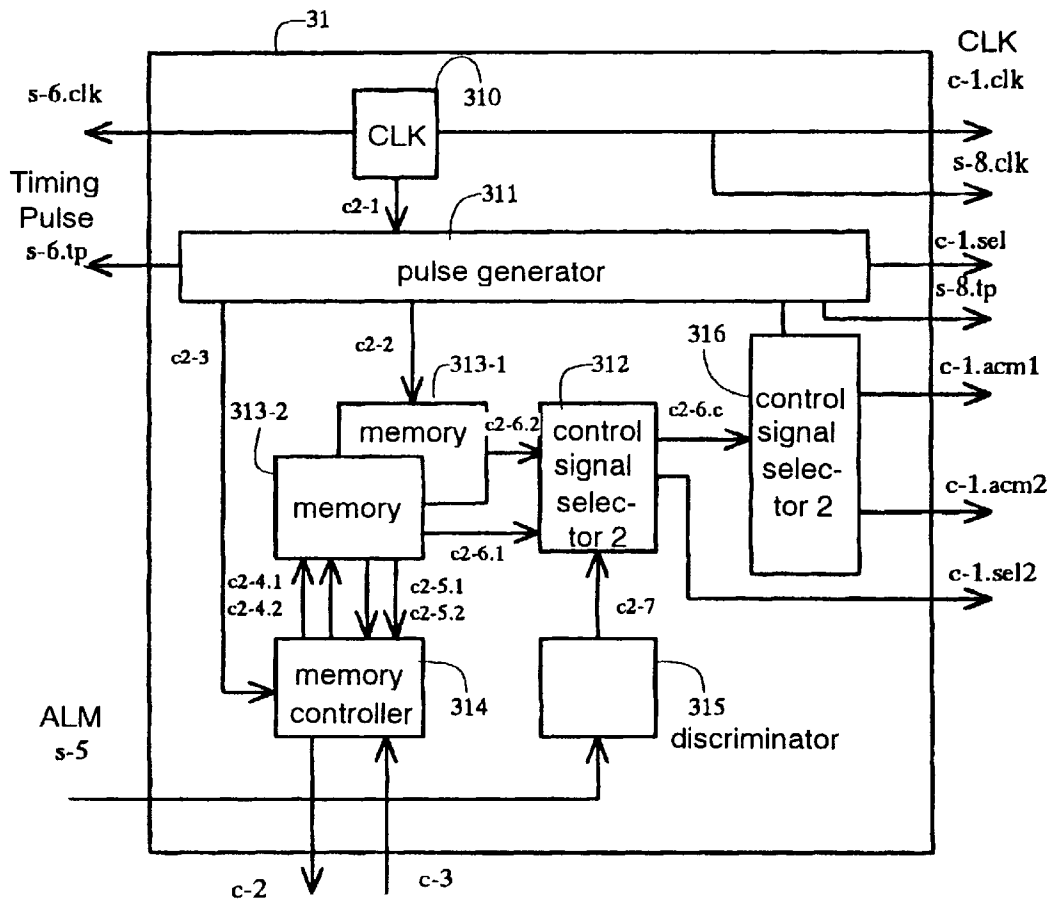 31
CLK
s-6.clk
310
c-1.clk
CLK
s-8.clk
Timing
Pulse
s-6.tp
c2-1
311
pulse generator
c-1.sel
s-8.tp
c2-3
c2-2
313-1
312
316
c-1.acm1
313-2
memory
c2-6.2
control
signal
selec-
tor 2
c2-6.c
control
signal
selec-
tor 2
memory
c2-6.1
c-1.acm2
c2-4.1
c2-4.2
c2-5.1
c2-5.2
c2-7
c-1.sel2
memory
controller
314
315
discriminator
ALM
s-5
c-2
c-3